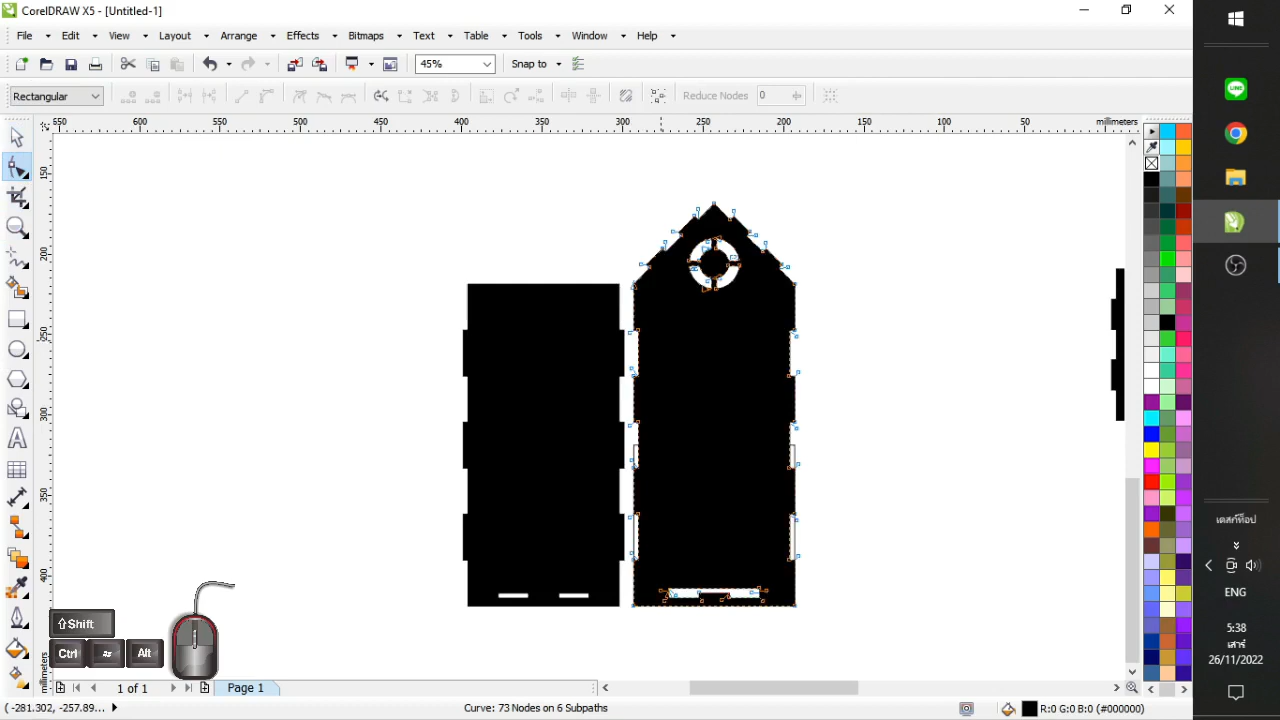 CorelDRAW X5 - [Untitled-1]
File Edit View Layout Arrange Effects Bitmaps Text Table Tools Window Help
45% Snap to
Rectangular Reduce Nodes 0
550 600 550 500 450 400 350 300 250 200 150 100 50 millimeters
150
200
250
300
350
400
millimeters
LINE
⇧Shift
Ctrl Alt
1 of 1 Page 1
(-281.302, -257.89... Curve: 73 Nodes on 6 Subpaths R:0 G:0 B:0 (#000000)
เดสก์ท็อป
ENG
5:38
เสาร์
26/11/2022